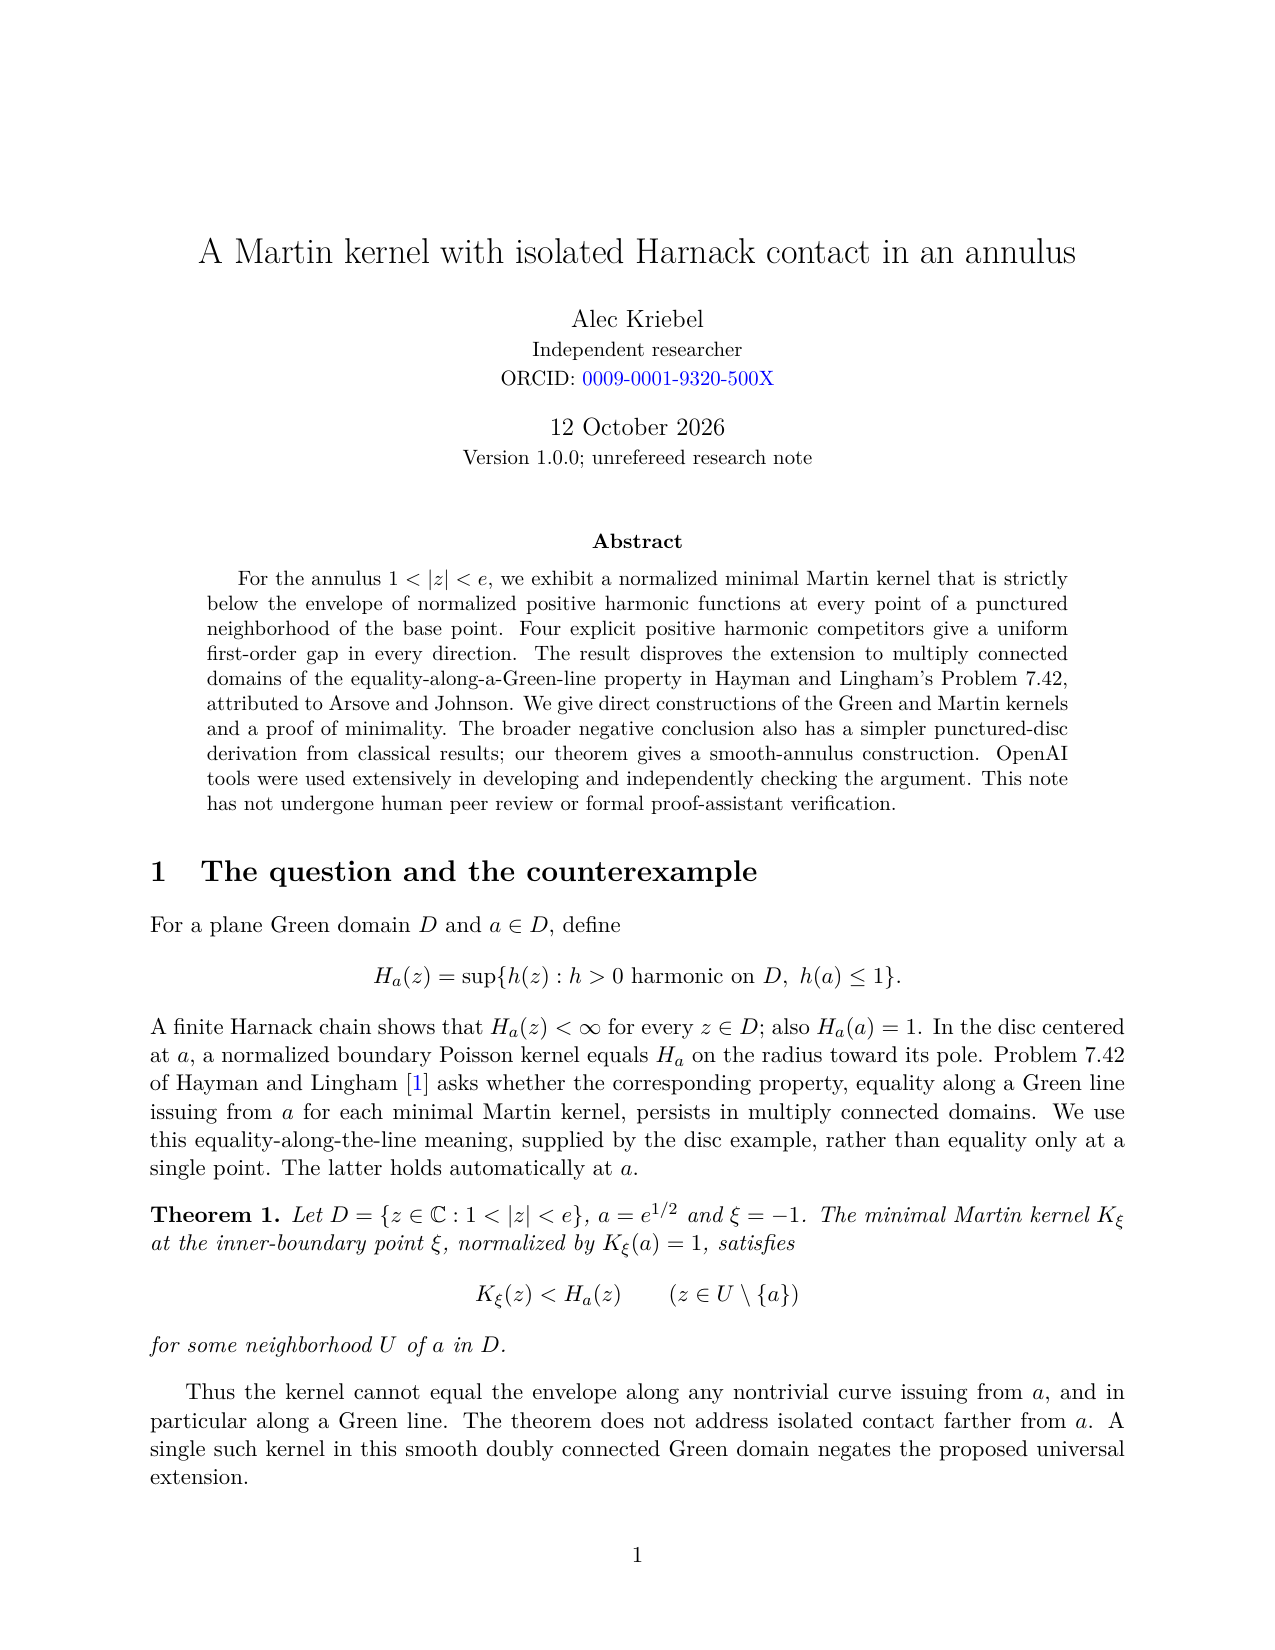 A Martin kernel with isolated Harnack contact in an annulus
Alec Kriebel
Independent researcher
ORCID: 0009-0001-9320-500X
12 October 2026
Version 1.0.0; unrefereed research note
Abstract
For the annulus 1 < |z| < e, we exhibit a normalized minimal Martin kernel that is strictly
below the envelope of normalized positive harmonic functions at every point of a punctured
neighborhood of the base point. Four explicit positive harmonic competitors give a uniform
first-order gap in every direction. The result disproves the extension to multiply connected
domains of the equality-along-a-Green-line property in Hayman and Lingham's Problem 7.42,
attributed to Arsove and Johnson. We give direct constructions of the Green and Martin kernels
and a proof of minimality. The broader negative conclusion also has a simpler punctured-disc
derivation from classical results; our theorem gives a smooth-annulus construction. OpenAI
tools were used extensively in developing and independently checking the argument. This note
has not undergone human peer review or formal proof-assistant verification.
1 The question and the counterexample
For a plane Green domain D and a ∈ D, define
Hₐ(z) = sup{h(z) : h > 0 harmonic on D, h(a) ≤ 1}.
A finite Harnack chain shows that Hₐ(z) < ∞ for every z ∈ D; also Hₐ(a) = 1. In the disc centered
at a, a normalized boundary Poisson kernel equals Hₐ on the radius toward its pole. Problem 7.42
of Hayman and Lingham [1] asks whether the corresponding property, equality along a Green line
issuing from a for each minimal Martin kernel, persists in multiply connected domains. We use
this equality-along-the-line meaning, supplied by the disc example, rather than equality only at a
single point. The latter holds automatically at a.
Theorem 1. Let D = {z ∈ ℂ : 1 < |z| < e}, a = e^{1/2} and ξ = −1. The minimal Martin kernel K_ξ
at the inner-boundary point ξ, normalized by K_ξ(a) = 1, satisfies
K_ξ(z) < Hₐ(z) (z ∈ U \ {a})
for some neighborhood U of a in D.
Thus the kernel cannot equal the envelope along any nontrivial curve issuing from a, and in
particular along a Green line. The theorem does not address isolated contact farther from a. A
single such kernel in this smooth doubly connected Green domain negates the proposed universal
extension.
1